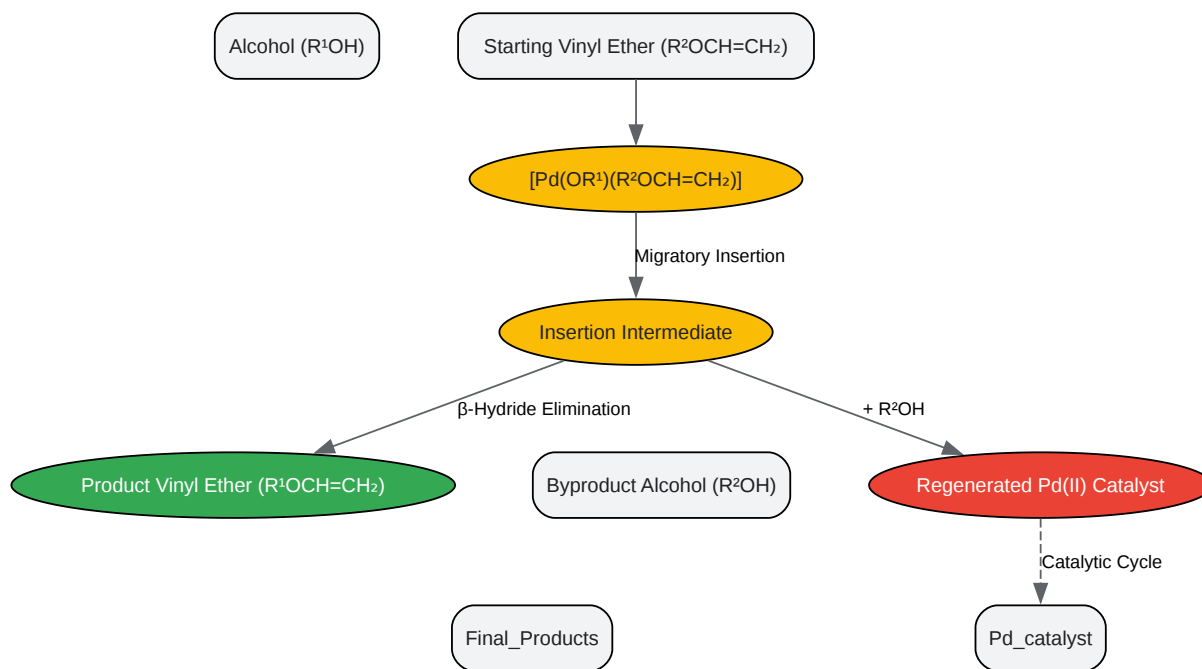 Alcohol (R¹OH)
Starting Vinyl Ether (R²OCH=CH₂)
[Pd(OR¹)(R²OCH=CH₂)]
Migratory Insertion
Insertion Intermediate
β-Hydride Elimination
+ R²OH
Product Vinyl Ether (R¹OCH=CH₂)
Byproduct Alcohol (R²OH)
Regenerated Pd(II) Catalyst
Catalytic Cycle
Final_Products
Pd_catalyst